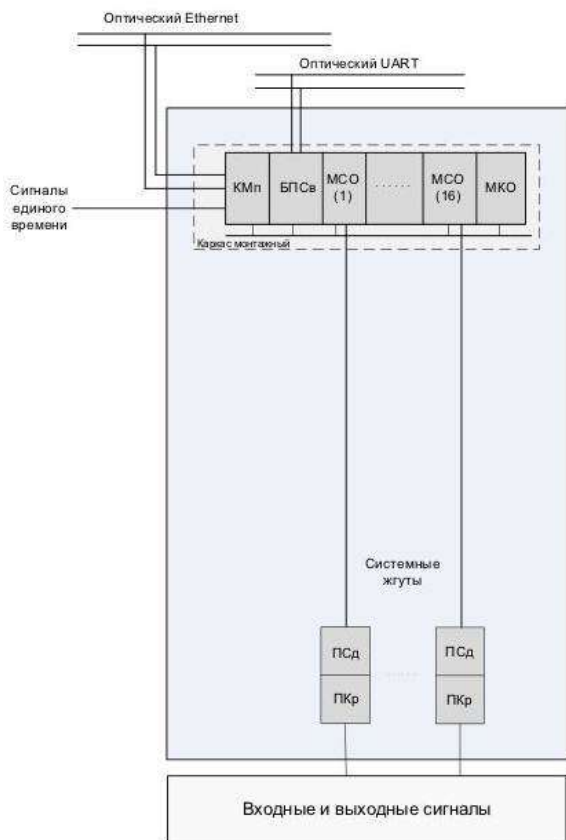 Оптический Ethernet
Оптический UART
Сигналы
единого
времени
КМп
БПСв
МСО
(1)
......
МСО
(16)
МКО
Каркас монтажный
Системные
жгуты
ПСд
ПКр
......
ПСд
ПКр
Входные и выходные сигналы